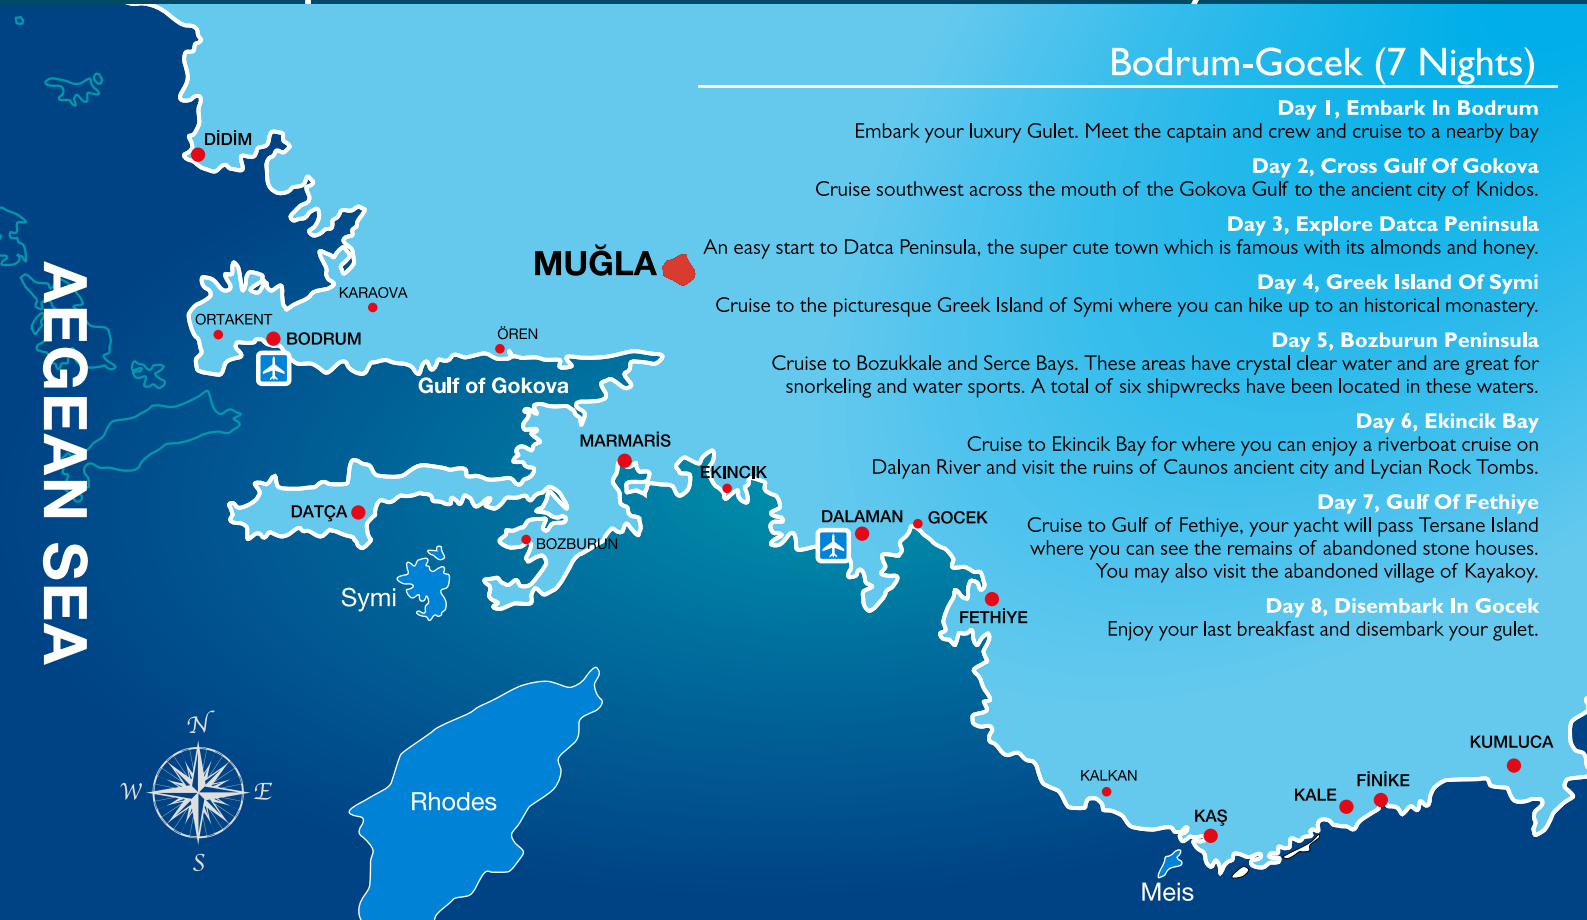 Bodrum-Gocek (7 Nights)
Day 1, Embark In Bodrum
Embark your luxury Gulet. Meet the captain and crew and cruise to a nearby bay
Day 2, Cross Gulf Of Gokova
Cruise southwest across the mouth of the Gokova Gulf to the ancient city of Knidos.
Day 3, Explore Datca Peninsula
An easy start to Datca Peninsula, the super cute town which is famous with its almonds and honey.
Day 4, Greek Island Of Symi
Cruise to the picturesque Greek Island of Symi where you can hike up to an historical monastery.
Day 5, Bozburun Peninsula
Cruise to Bozukkale and Serce Bays. These areas have crystal clear water and are great for
snorkeling and water sports. A total of six shipwrecks have been located in these waters.
Day 6, Ekincik Bay
Cruise to Ekincik Bay for where you can enjoy a riverboat cruise on
Dalyan River and visit the ruins of Caunos ancient city and Lycian Rock Tombs.
Day 7, Gulf Of Fethiye
Cruise to Gulf of Fethiye, your yacht will pass Tersane Island
where you can see the remains of abandoned stone houses.
You may also visit the abandoned village of Kayakoy.
Day 8, Disembark In Gocek
Enjoy your last breakfast and disembark your gulet.
DİDİM
MUĞLA
KARAOVA
ORTAKENT
BODRUM
ÖREN
Gulf of Gokova
MARMARİS
EKINCIK
DATÇA
BOZBURUN
DALAMAN
GOCEK
Symi
FETHİYE
AEGEAN SEA
N
W
E
S
Rhodes
KALKAN
KAŞ
KALE
FİNİKE
KUMLUCA
Meis